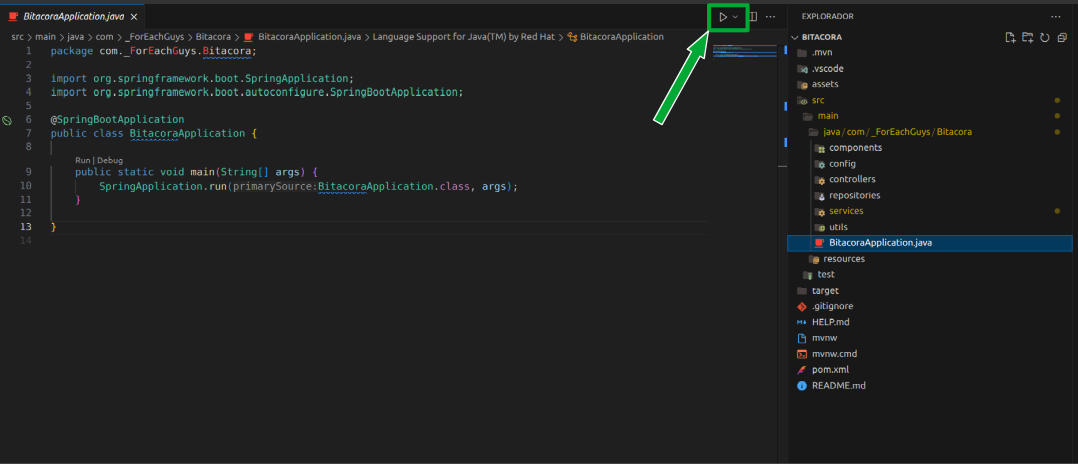 BitacoraApplication.java
src > main > java > com > _ForEachGuys > Bitacora > BitacoraApplication.java > Language Support for Java(TM) by Red Hat > BitacoraApplication
1 package com._ForEachGuys.Bitacora;
2
3 import org.springframework.boot.SpringApplication;
4 import org.springframework.boot.autoconfigure.SpringBootApplication;
5
6 @SpringBootApplication
7 public class BitacoraApplication {
8
Run | Debug
9 public static void main(String[] args) {
10 SpringApplication.run(primarySource:BitacoraApplication.class, args);
11 }
12
13 }
14
EXPLORADOR
BITACORA
.mvn
.vscode
assets
src
main
java / com / _ForEachGuys / Bitacora
components
config
controllers
repositories
services
utils
BitacoraApplication.java
resources
test
target
.gitignore
HELP.md
mvnw
mvnw.cmd
pom.xml
README.md